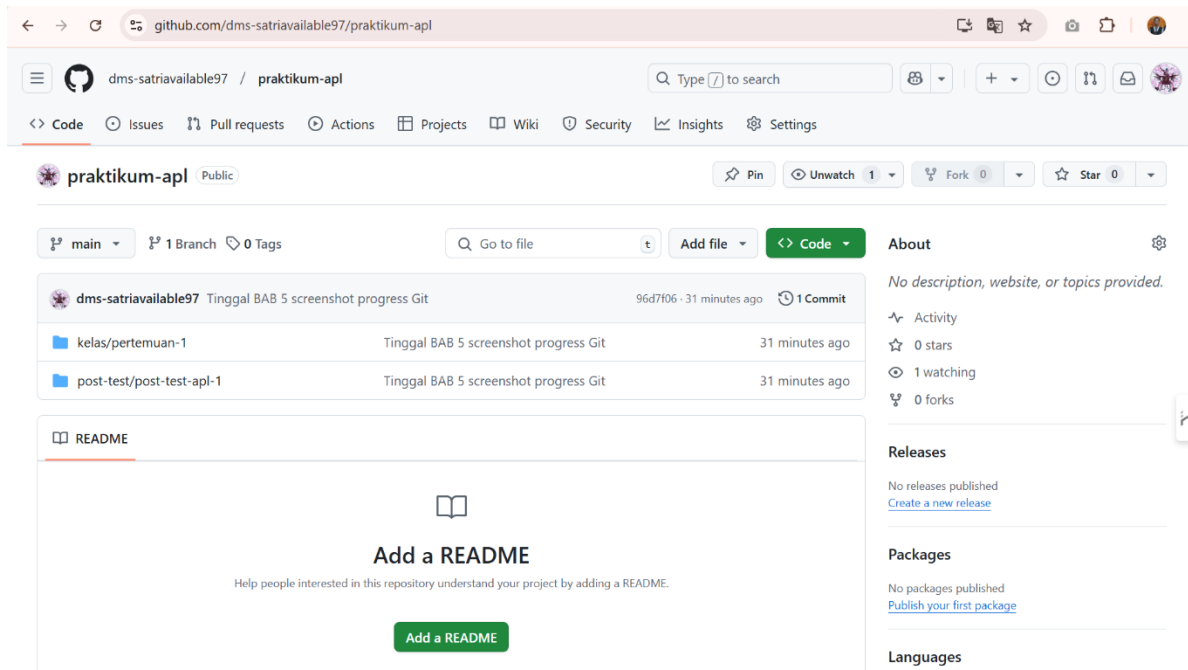 github.com/dms-satriavailable97/praktikum-apl
dms-satriavailable97 / praktikum-apl
Type / to search
Code Issues Pull requests Actions Projects Wiki Security Insights Settings
praktikum-apl Public
Pin Unwatch 1 Fork 0 Star 0
main 1 Branch 0 Tags Go to file t Add file Code
dms-satriavailable97 Tinggal BAB 5 screenshot progress Git 96d7f06 · 31 minutes ago 1 Commit
kelas/pertemuan-1 Tinggal BAB 5 screenshot progress Git 31 minutes ago
post-test/post-test-apl-1 Tinggal BAB 5 screenshot progress Git 31 minutes ago
README
Add a README
Help people interested in this repository understand your project by adding a README.
Add a README
About
No description, website, or topics provided.
Activity
0 stars
1 watching
0 forks
Releases
No releases published
Create a new release
Packages
No packages published
Publish your first package
Languages